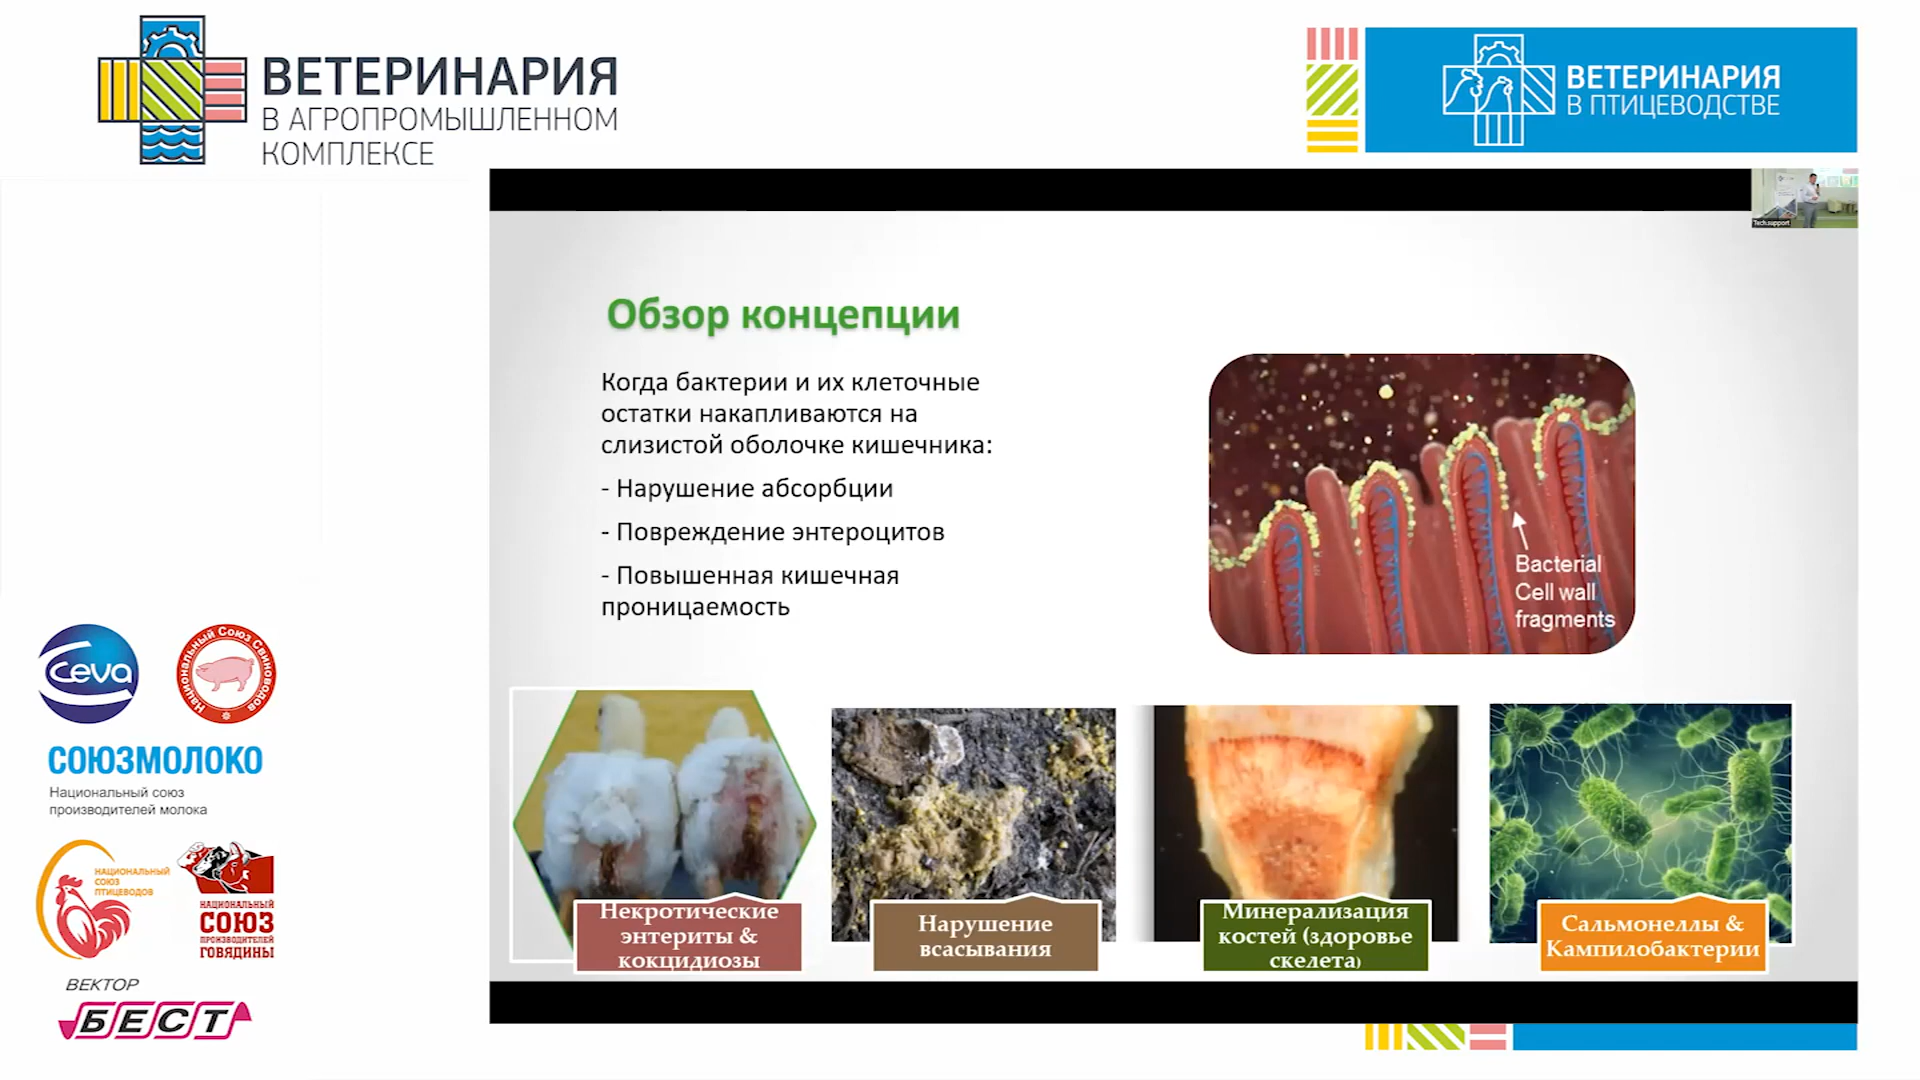 ВЕТЕРИНАРИЯ
В АГРОПРОМЫШЛЕННОМ
КОМПЛЕКСЕ
ВЕТЕРИНАРИЯ
В ПТИЦЕВОДСТВЕ
Tech.support
Обзор концепции
Когда бактерии и их клеточные
остатки накапливаются на
слизистой оболочке кишечника:
- Нарушение абсорбции
- Повреждение энтероцитов
- Повышенная кишечная
проницаемость
Bacterial
Cell wall
fragments
Некротические
энтериты &
кокцидиозы
Нарушение
всасывания
Минерализация
костей (здоровье
скелета)
Сальмонеллы &
Кампилобактерии
ceva
Национальный Союз Свиноводов
СОЮЗМОЛОКО
Национальный союз
производителей молока
НАЦИОНАЛЬНЫЙ
СОЮЗ
ПТИЦЕВОДОВ
НАЦИОНАЛЬНЫЙ
СОЮЗ
ПРОИЗВОДИТЕЛЕЙ
ГОВЯДИНЫ
ВЕКТОР
БЕСТ